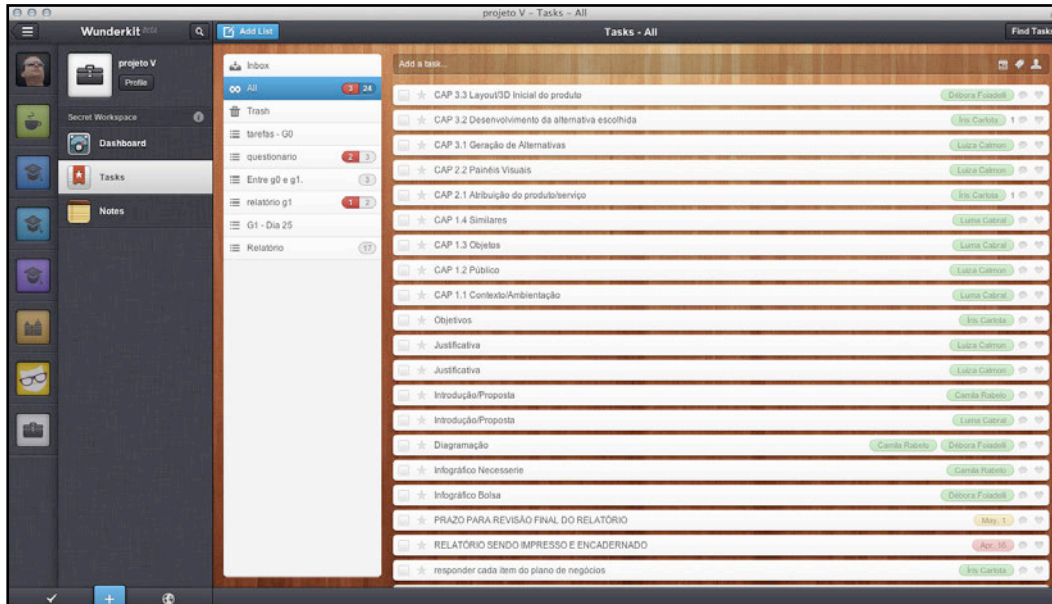 projeto V – Tasks – All
Wunderkit
Add List
Tasks - All
Find Tasks
projeto V
Profile
Secret Workspace
Dashboard
Tasks
Notes
Inbox
All 3 24
Trash
tarefas - G0
questionario 2 3
Entre g0 e g1. 3
relatório g1 1 2
G1 - Dia 25
Relatório 17
Add a task...
CAP 3.3 Layout/3D Inicial do produto Débora Foiadelli
CAP 3.2 Desenvolvimento da alternativa escolhida Íris Carlota 1
CAP 3.1 Geração de Alternativas Luiza Calmon
CAP 2.2 Painéis Visuais Luiza Calmon
CAP 2.1 Atribuição do produto/serviço Íris Carlota 1
CAP 1.4 Similares Luma Cabral
CAP 1.3 Objetos Luma Cabral
CAP 1.2 Público Luiza Calmon
CAP 1.1 Contexto/Ambientação Luma Cabral
Objetivos Íris Carlota
Justificativa Luiza Calmon
Justificativa Luiza Calmon
Introdução/Proposta Camila Rabelo
Introdução/Proposta Luma Cabral
Diagramação Camila Rabelo Débora Foiadelli
Infográfico Necesserie Camila Rabelo
Infográfico Bolsa Débora Foiadelli
PRAZO PARA REVISÃO FINAL DO RELATÓRIO May. 1
RELATÓRIO SENDO IMPRESSO E ENCADERNADO Apr. 16
responder cada item do plano de negócios Íris Carlota